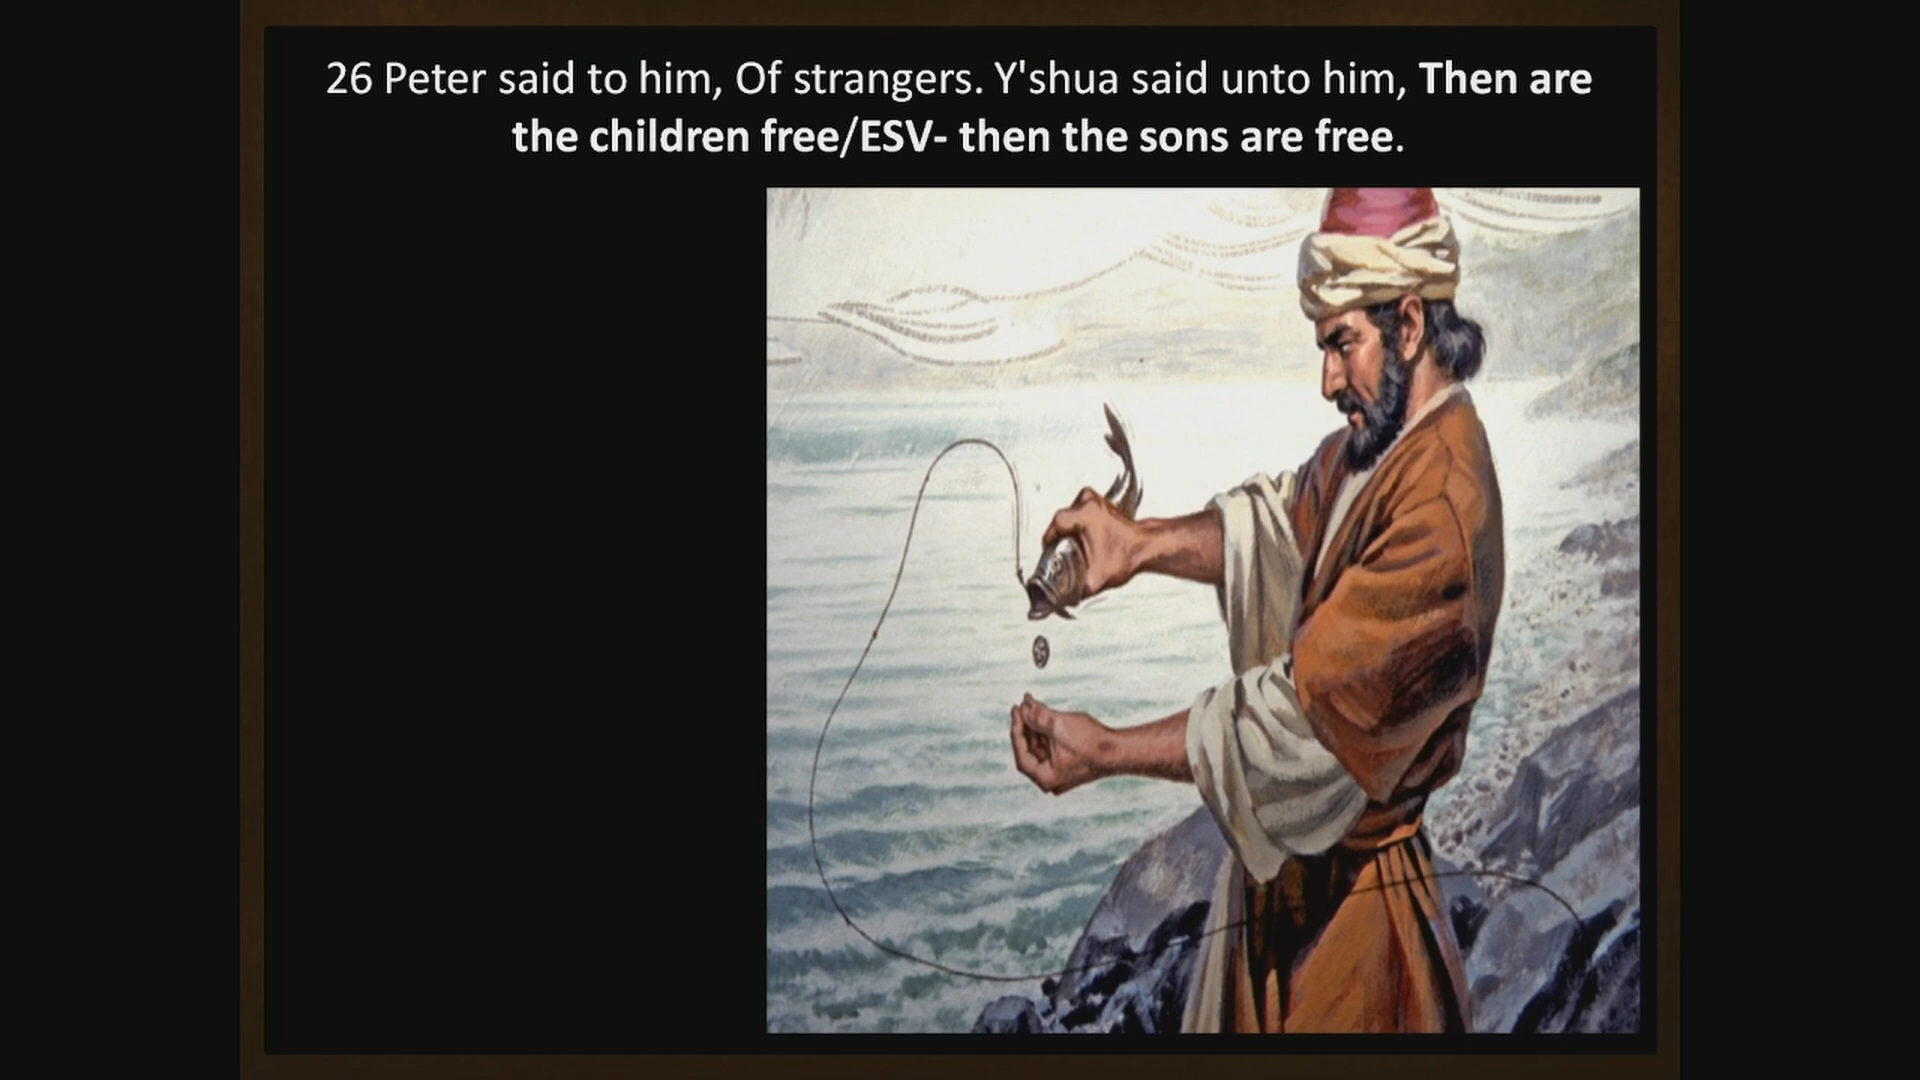 26 Peter said to him, Of strangers. Y'shua said unto him, Then are
the children free/ESV- then the sons are free.